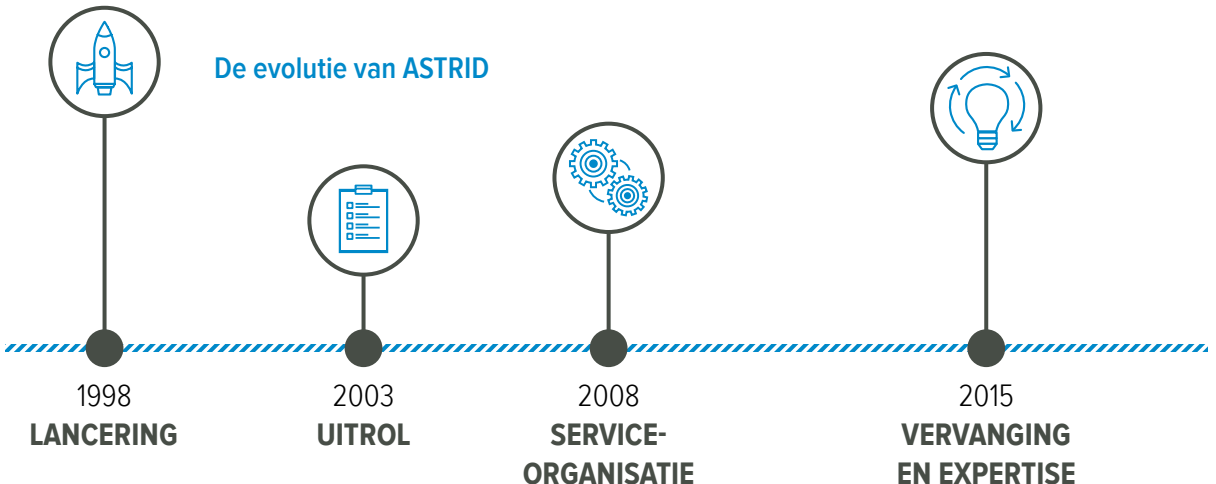 De evolutie van ASTRID
1998
LANCERING
2003
UITROL
2008
SERVICE-
ORGANISATIE
2015
VERVANGING
EN EXPERTISE